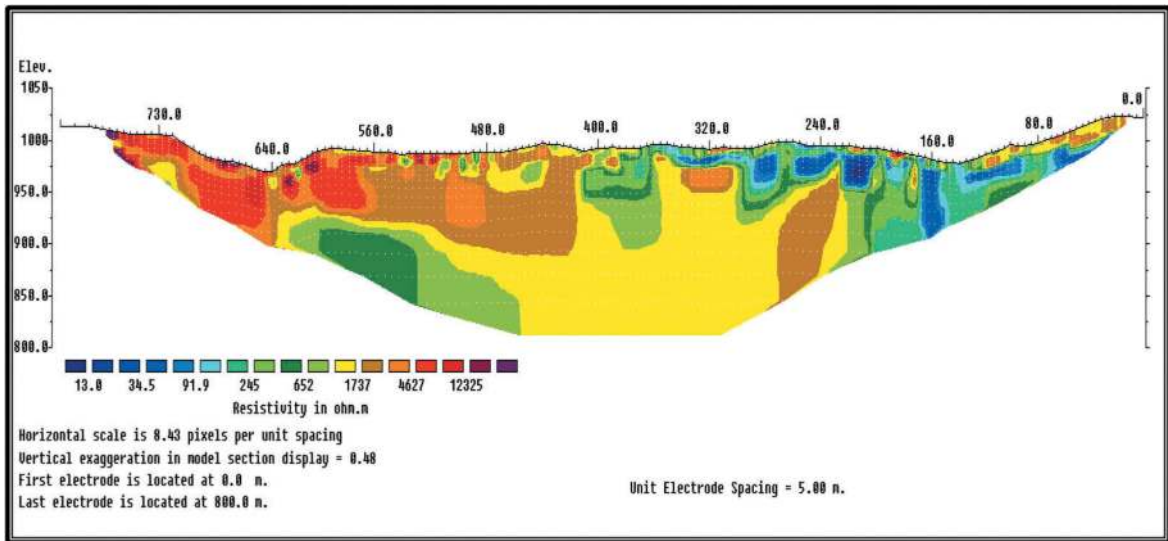 Elev.
1050
1000
950.0
900.0
850.0
800.0
730.0
640.0
560.0
480.0
400.0
320.0
240.0
160.0
80.0
0.0
13.0 34.5 91.9 245 652 1737 4627 12325
Resistivity in ohm.m
Horizontal scale is 8.43 pixels per unit spacing
Vertical exaggeration in model section display = 0.48
First electrode is located at 0.0 m.
Last electrode is located at 800.0 m.
Unit Electrode Spacing = 5.00 m.